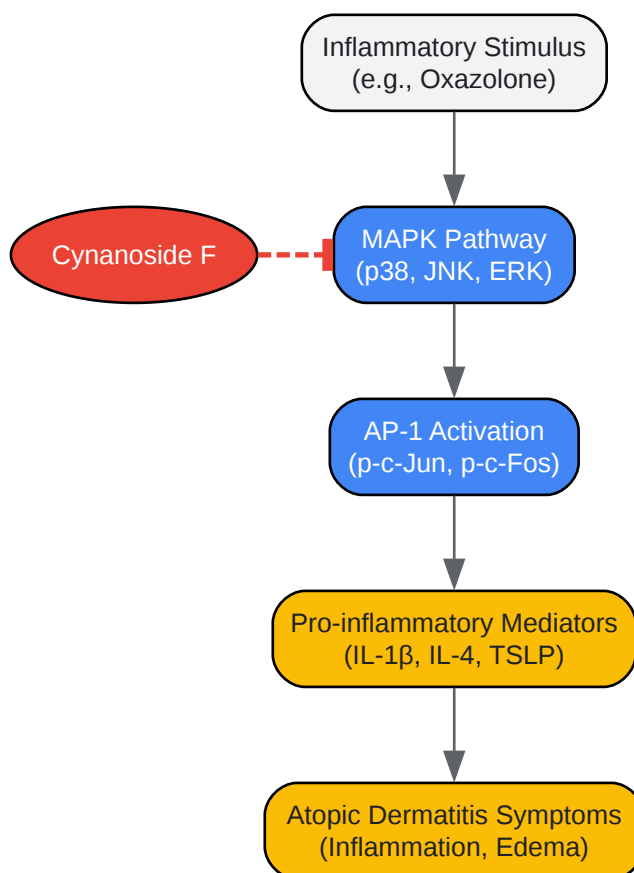 Inflammatory Stimulus
(e.g., Oxazolone)
Cynanoside F
MAPK Pathway
(p38, JNK, ERK)
AP-1 Activation
(p-c-Jun, p-c-Fos)
Pro-inflammatory Mediators
(IL-1β, IL-4, TSLP)
Atopic Dermatitis Symptoms
(Inflammation, Edema)